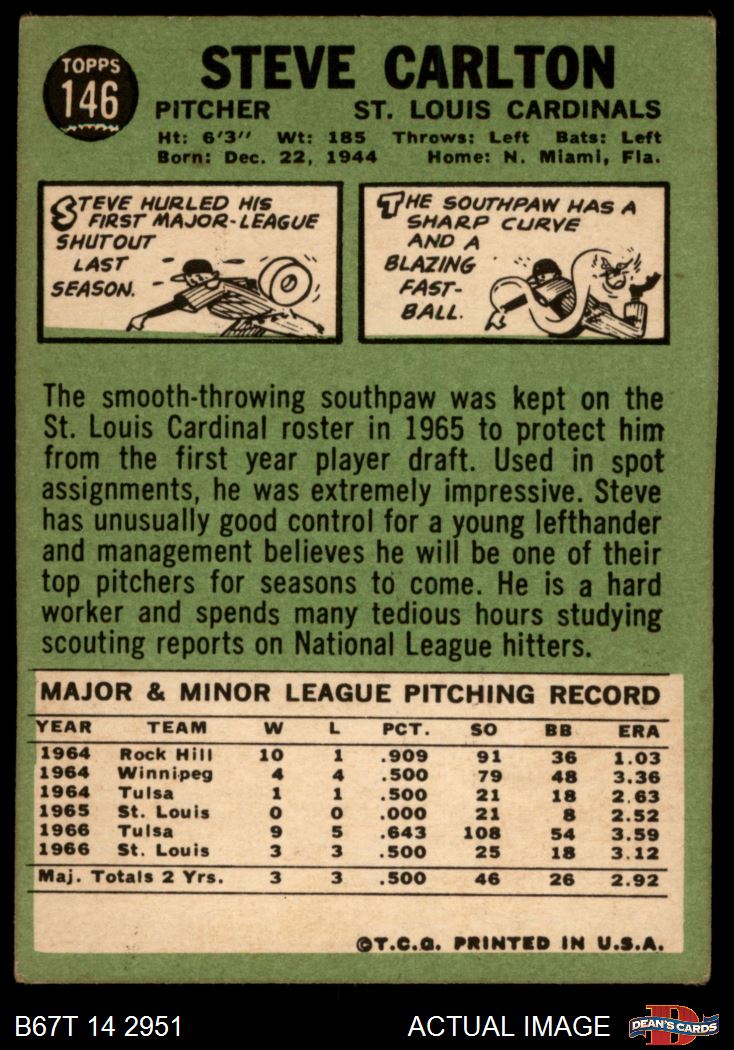 TOPPS
146
STEVE CARLTON
PITCHER ST. LOUIS CARDINALS
Ht: 6'3" Wt: 185 Throws: Left Bats: Left
Born: Dec. 22, 1944 Home: N. Miami, Fla.
STEVE HURLED HIS
FIRST MAJOR-LEAGUE
SHUTOUT
LAST
SEASON.
THE SOUTHPAW HAS A
SHARP CURVE
AND A
BLAZING
FAST-
BALL.
The smooth-throwing southpaw was kept on the
St. Louis Cardinal roster in 1965 to protect him
from the first year player draft. Used in spot
assignments, he was extremely impressive. Steve
has unusually good control for a young lefthander
and management believes he will be one of their
top pitchers for seasons to come. He is a hard
worker and spends many tedious hours studying
scouting reports on National League hitters.
MAJOR & MINOR LEAGUE PITCHING RECORD
YEAR TEAM W L PCT. SO BB ERA
1964 Rock Hill 10 1 .909 91 36 1.03
1964 Winnipeg 4 4 .500 79 48 3.36
1964 Tulsa 1 1 .500 21 18 2.63
1965 St. Louis 0 0 .000 21 8 2.52
1966 Tulsa 9 5 .643 108 54 3.59
1966 St. Louis 3 3 .500 25 18 3.12
Maj. Totals 2 Yrs. 3 3 .500 46 26 2.92
©T.C.G. PRINTED IN U.S.A.
B67T 14 2951 ACTUAL IMAGE DEAN'S CARDS